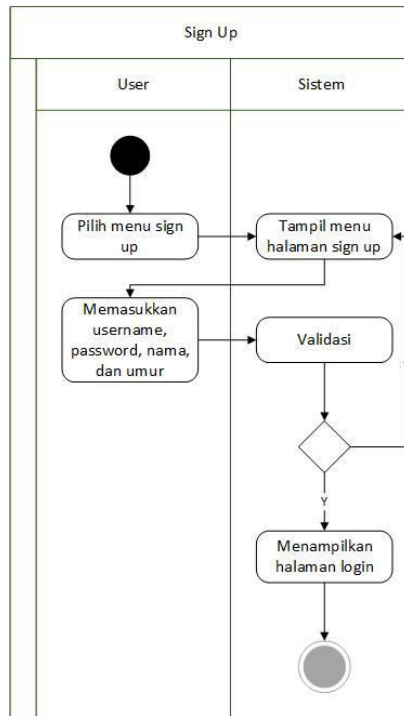 Sign Up
User
Sistem
Pilih menu sign
up
Tampil menu
halaman sign up
Memasukkan
username,
password, nama,
dan umur
Validasi
Y
Menampilkan
halaman login